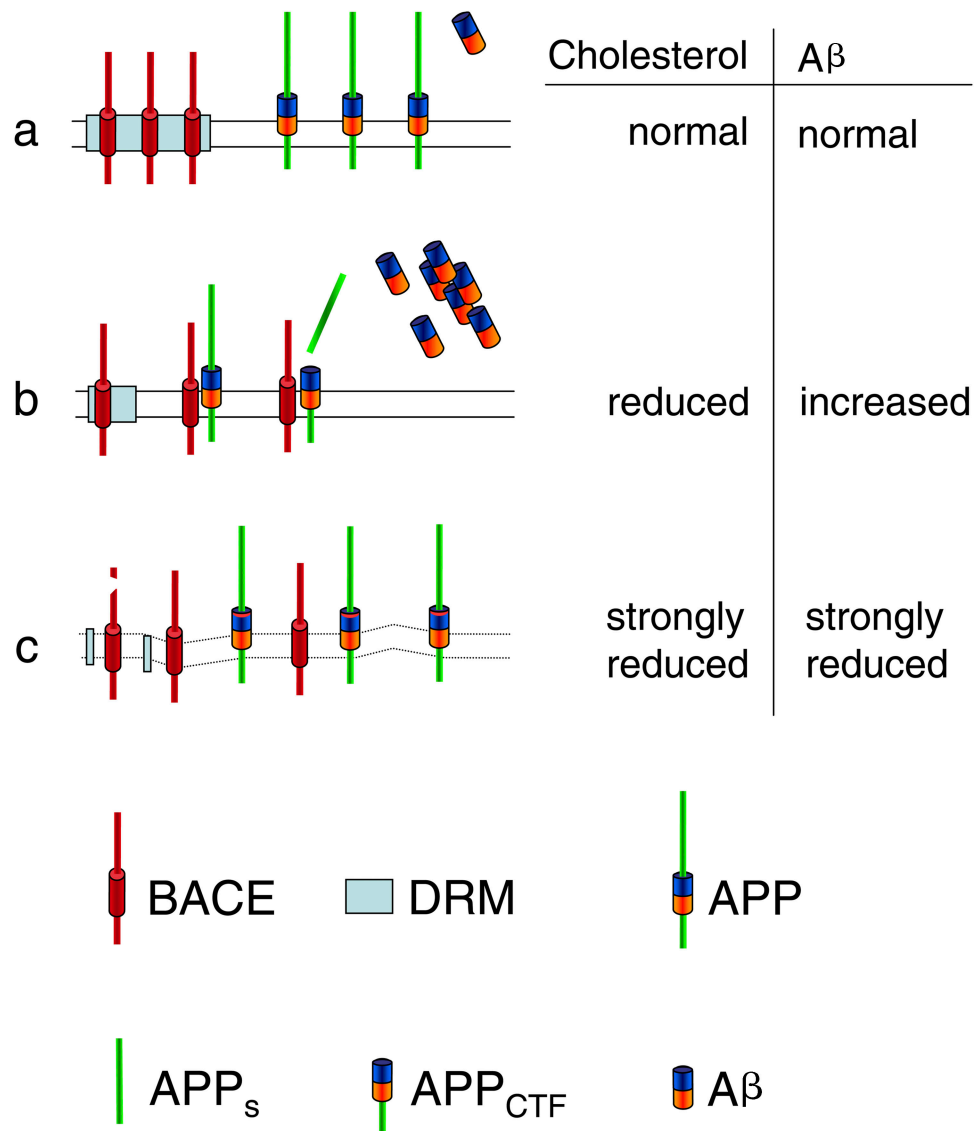 Cholesterol Aβ
a normal normal
b reduced increased
c strongly reduced strongly reduced
BACE DRM APP
APPs APPCTF Aβ